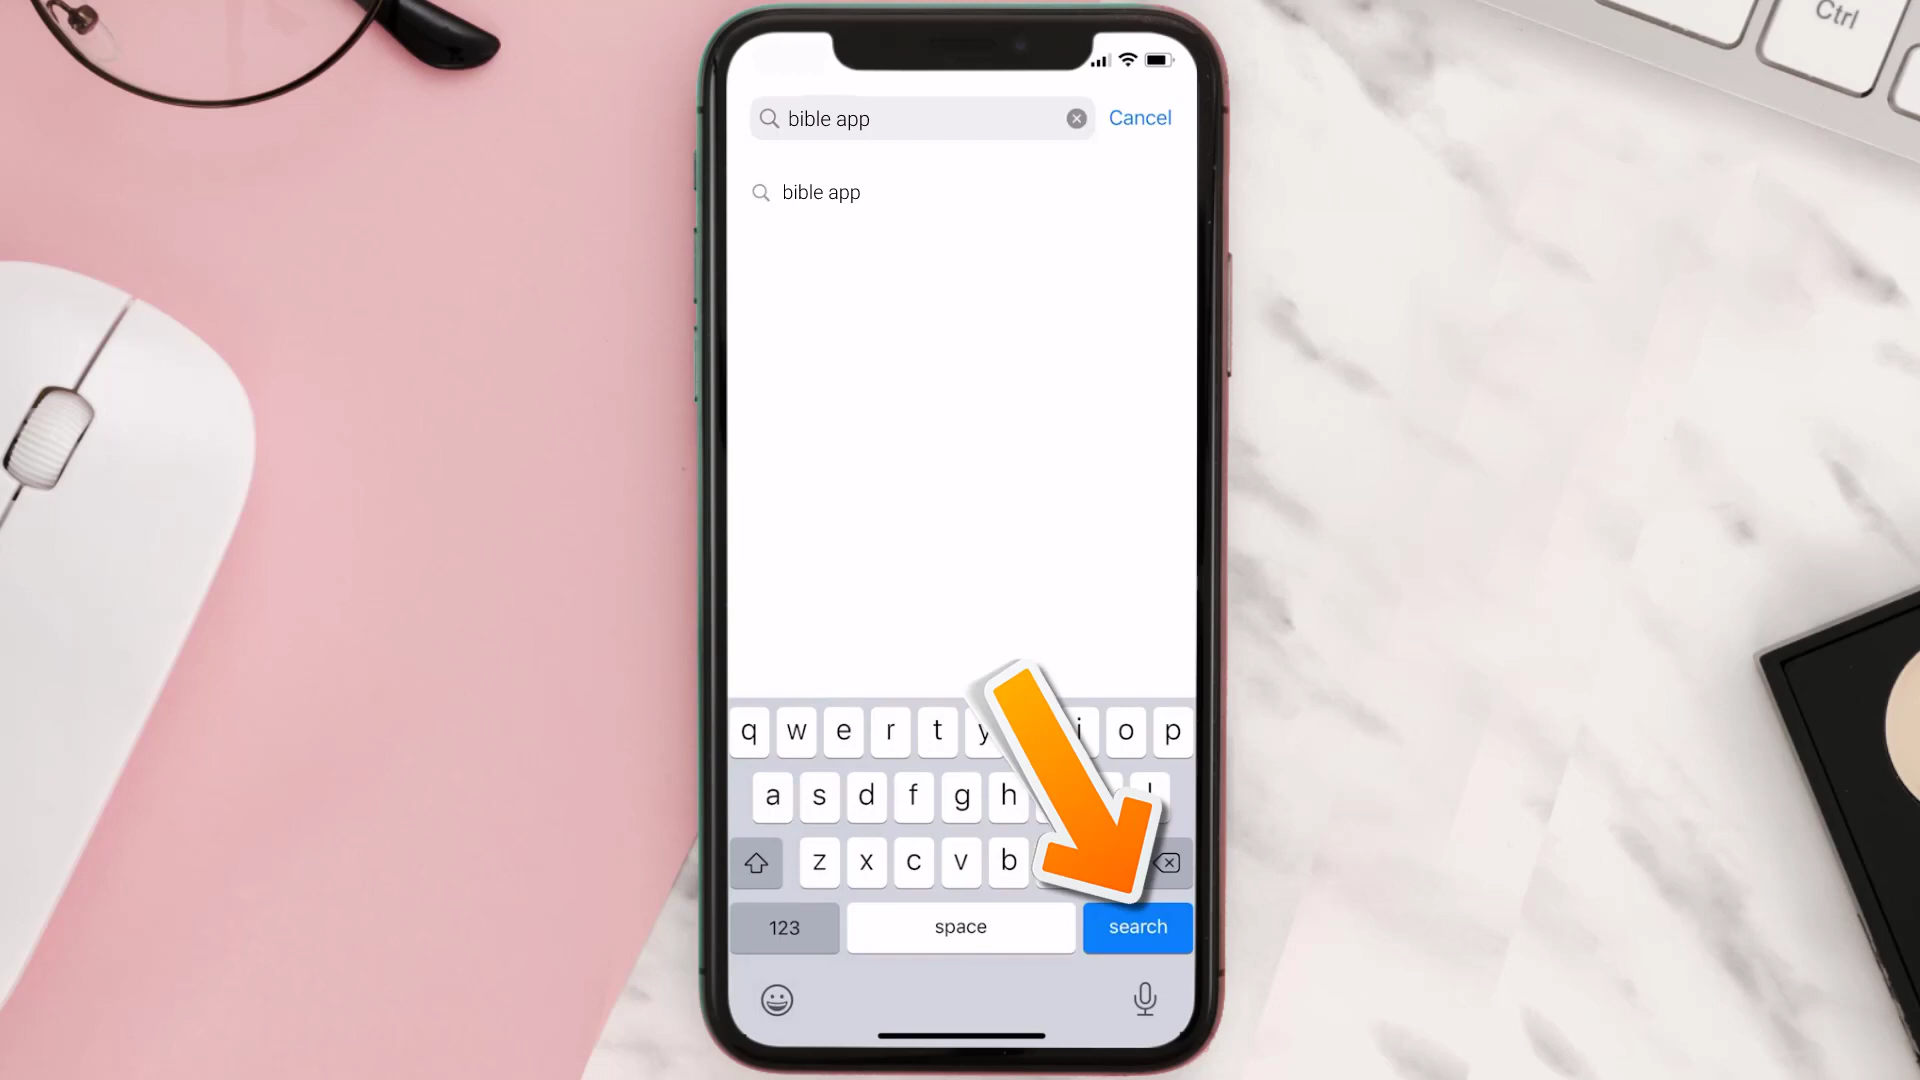 Ctrl
bible app
Cancel
bible app
q w e r t y i o p
a s d f g h
z x c v b
123 space search